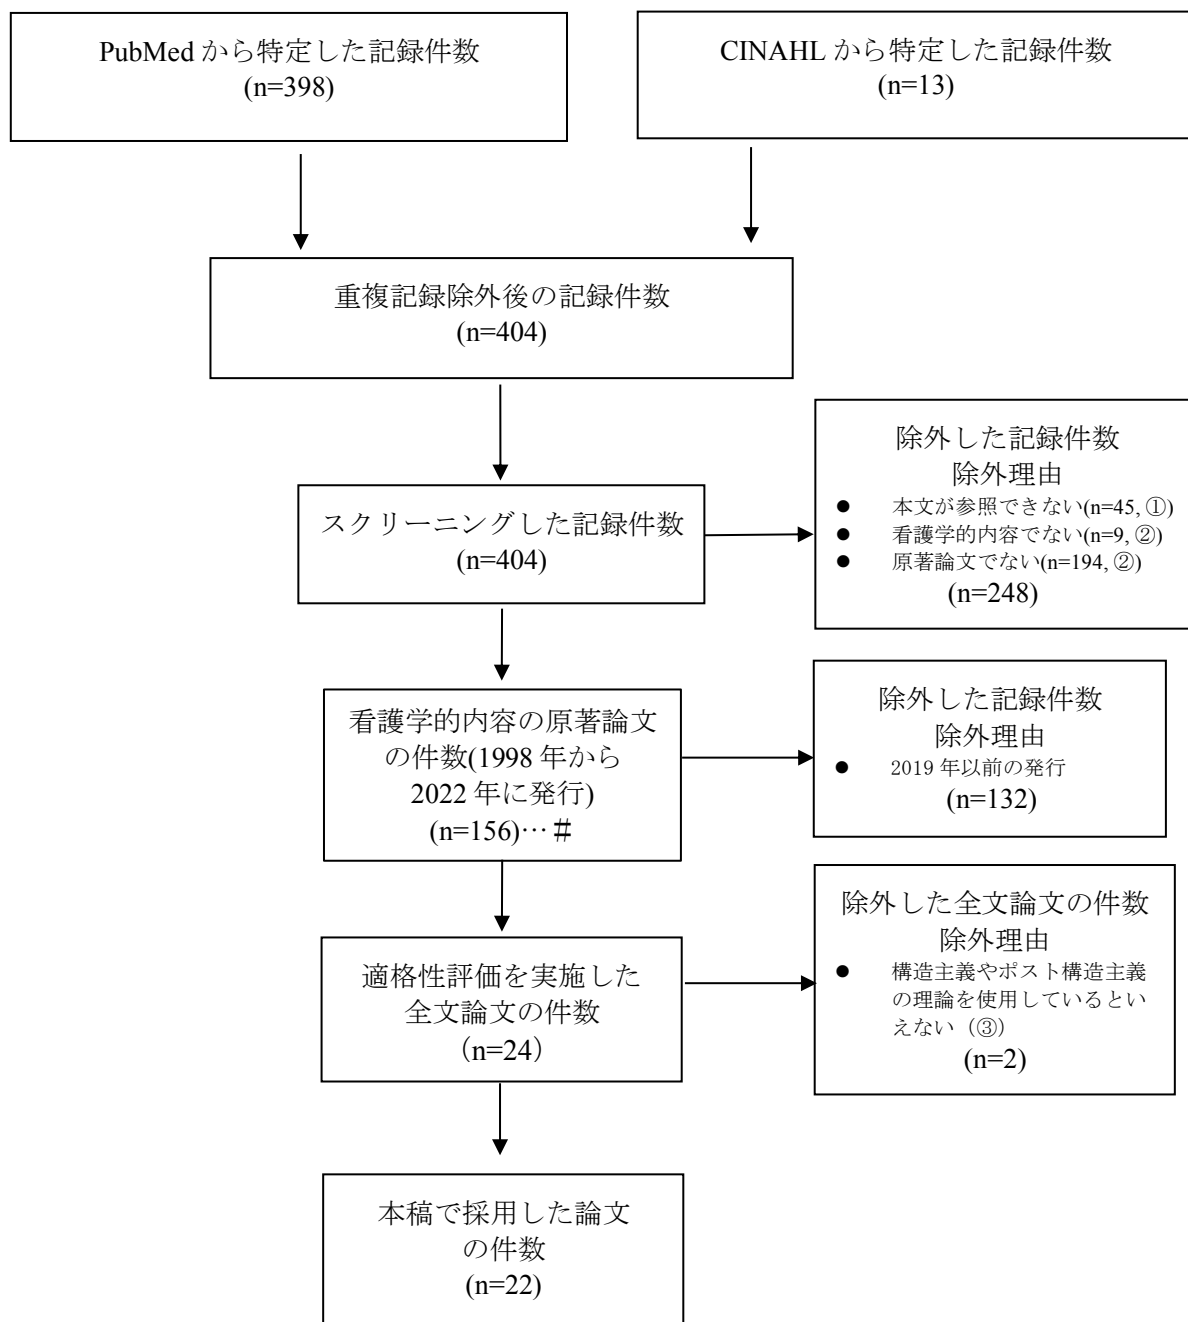 PubMed から特定した記録件数
(n=398)
CINAHL から特定した記録件数
(n=13)
重複記録除外後の記録件数
(n=404)
スクリーニングした記録件数
(n=404)
除外した記録件数
除外理由
● 本文が参照できない(n=45, ①)
● 看護学的内容でない(n=9, ②)
● 原著論文でない(n=194, ②)
(n=248)
看護学的内容の原著論文
の件数(1998 年から
2022 年に発行)
(n=156)…＃
除外した記録件数
除外理由
● 2019 年以前の発行
(n=132)
適格性評価を実施した
全文論文の件数
（n=24）
除外した全文論文の件数
除外理由
● 構造主義やポスト構造主義
の理論を使用しているとい
えない（③）
(n=2)
本稿で採用した論文
の件数
(n=22)